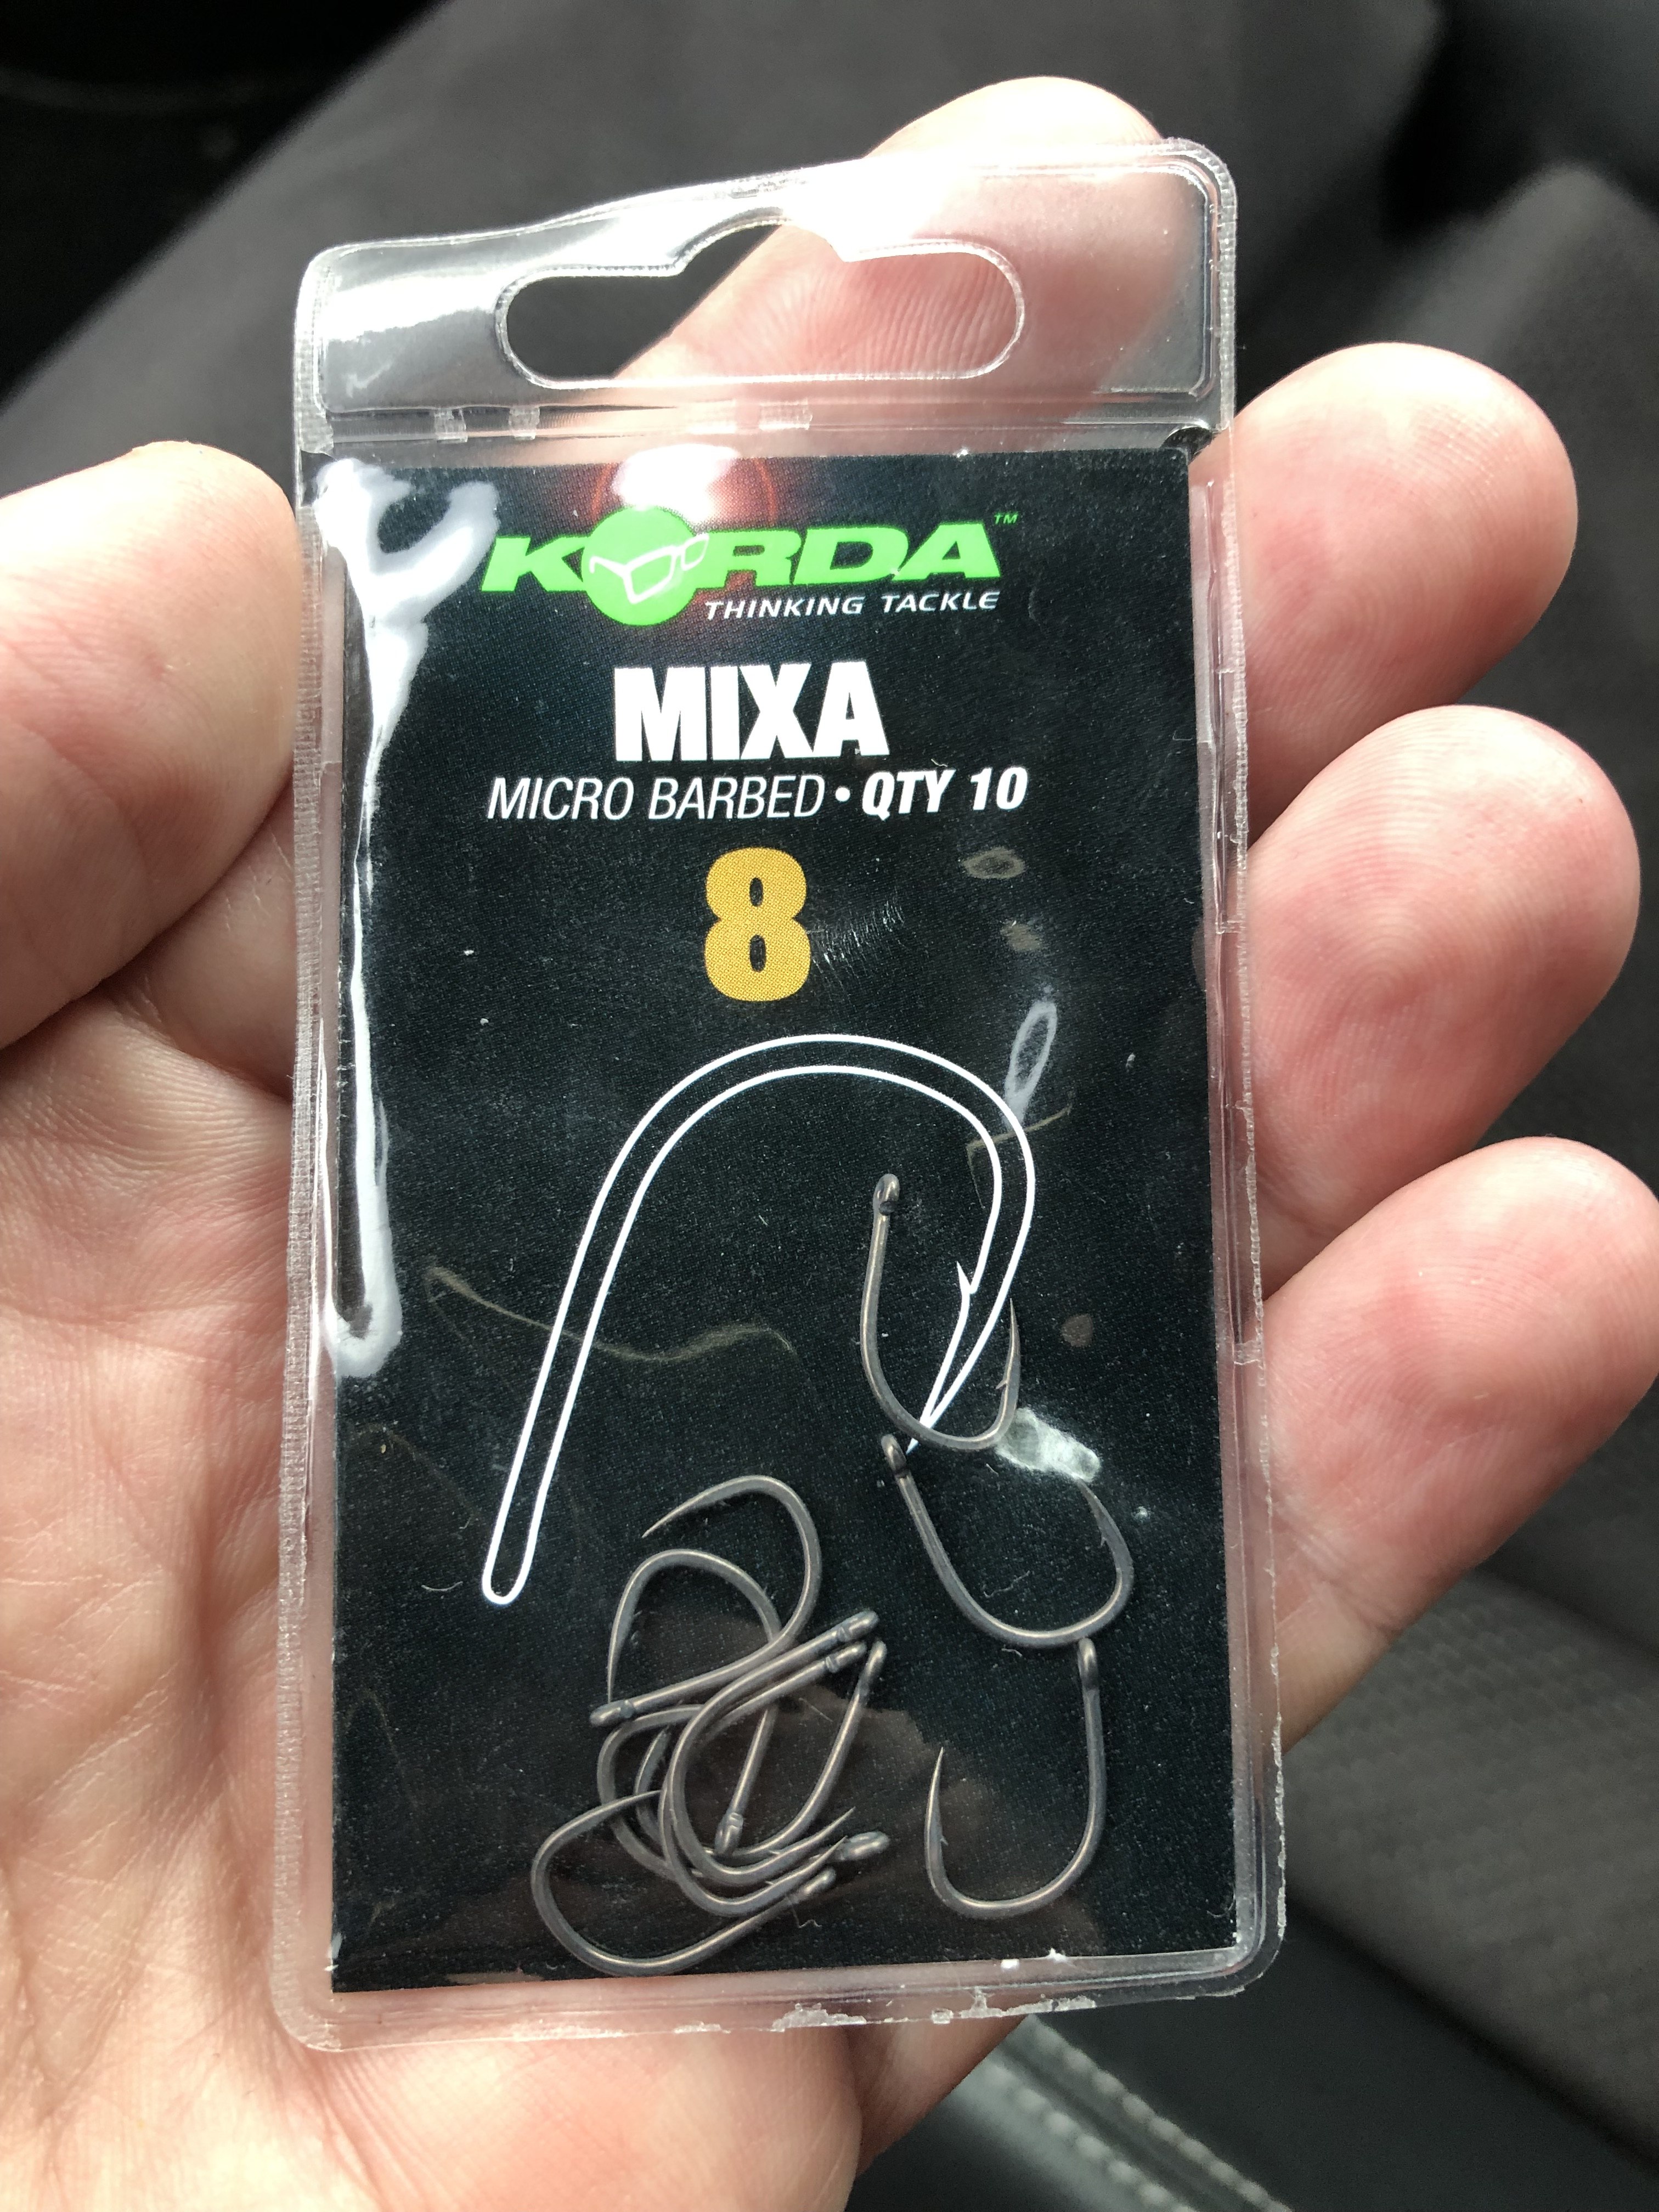 KORDA™
THINKING TACKLE
MIXA
MICRO BARBED • QTY 10
8